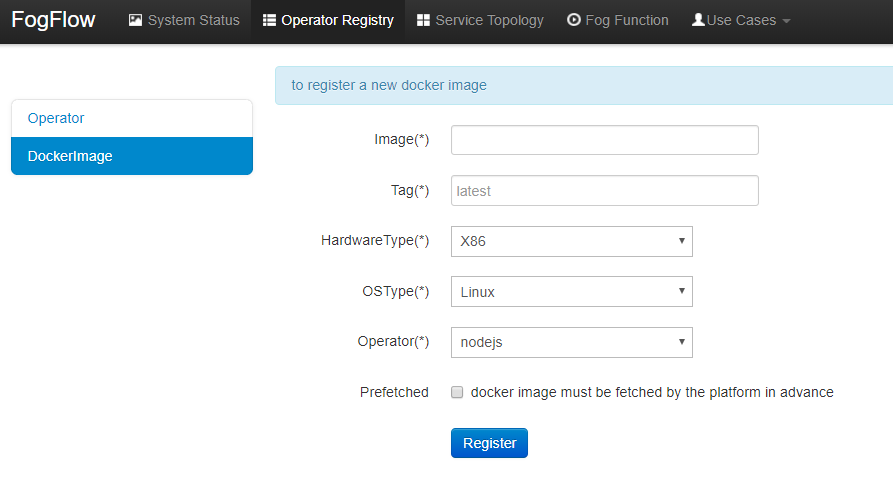 FogFlow System Status Operator Registry Service Topology Fog Function Use Cases
to register a new docker image
Operator
DockerImage
Image(*)
Tag(*) latest
HardwareType(*) X86
OSType(*) Linux
Operator(*) nodejs
Prefetched docker image must be fetched by the platform in advance
Register